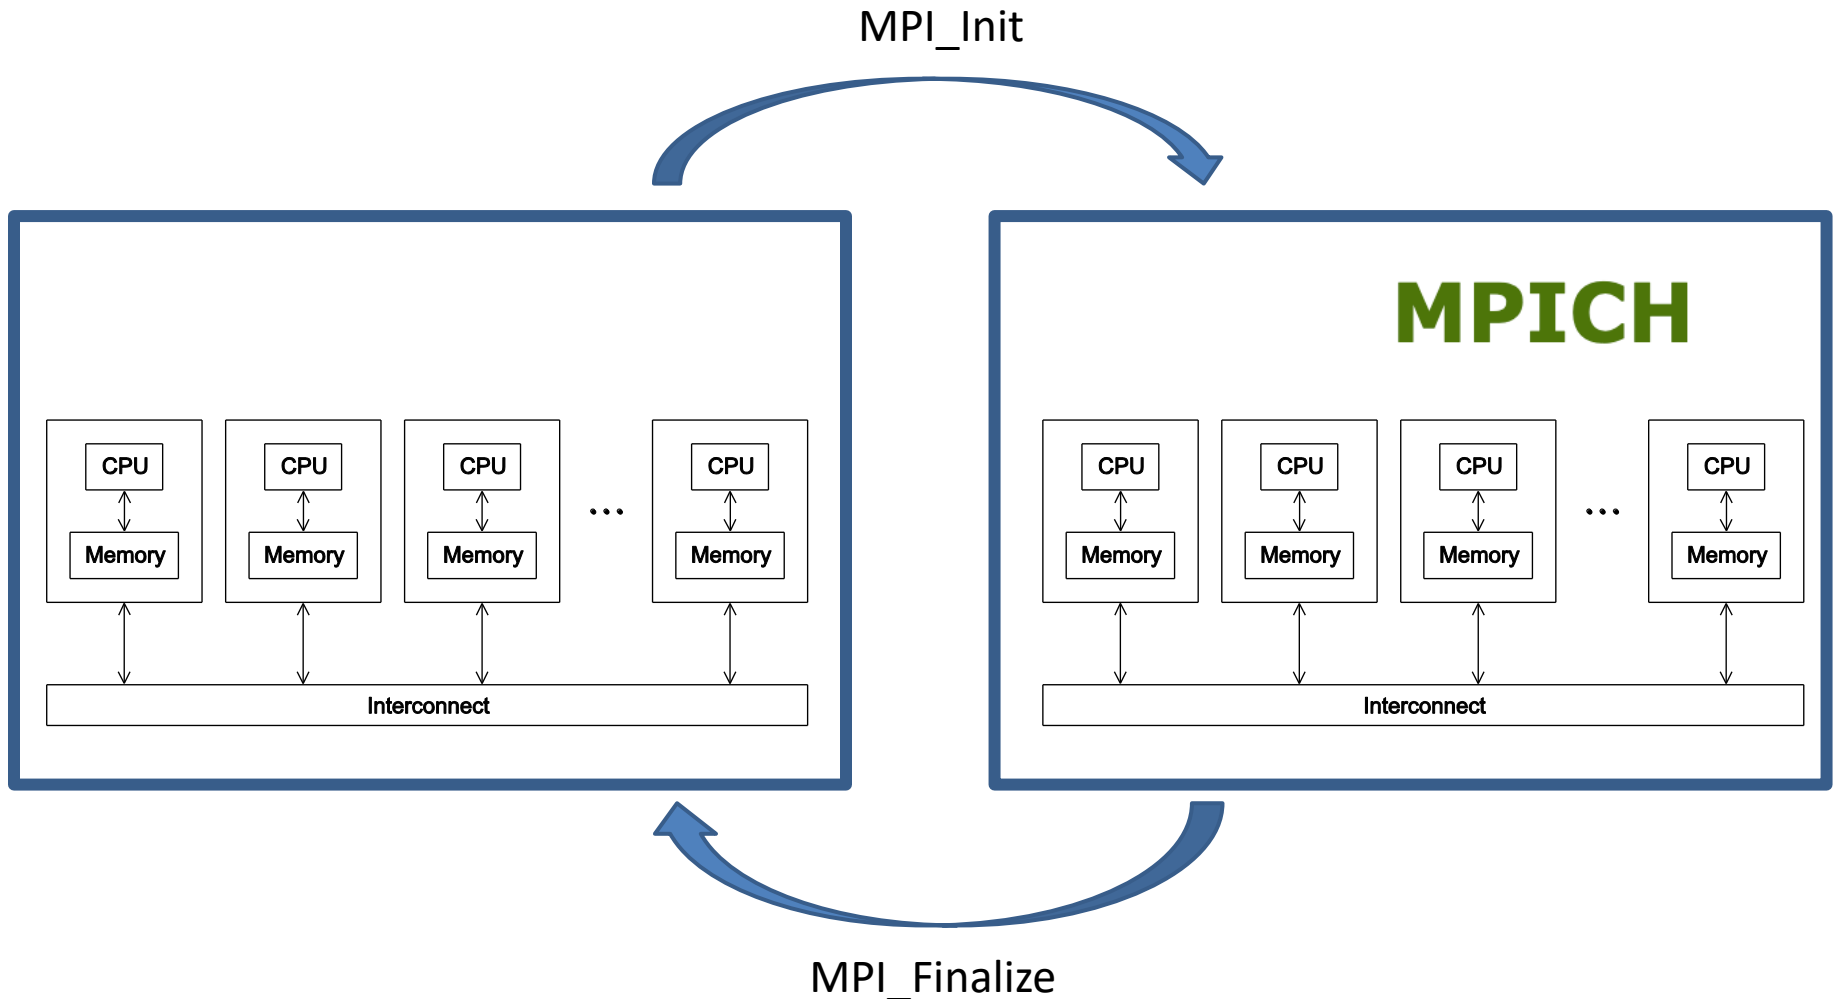 MPI_Init
MPICH
CPU CPU CPU ... CPU
Memory Memory Memory Memory
Interconnect
CPU CPU CPU ... CPU
Memory Memory Memory Memory
Interconnect
MPI_Finalize